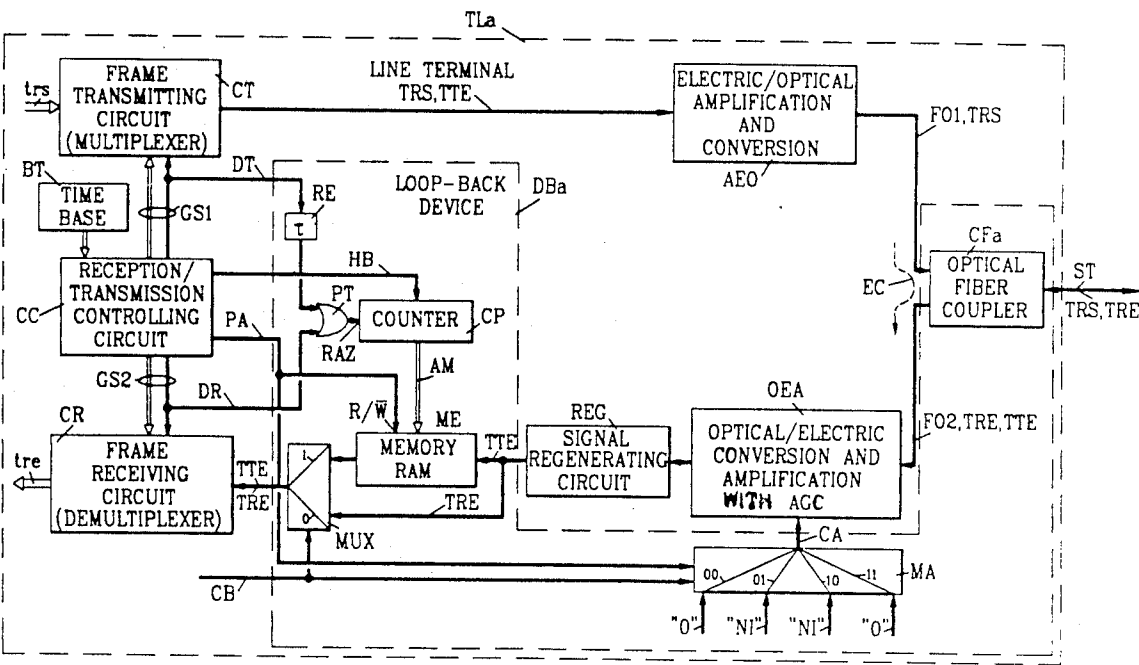 TLa
trs
FRAME
TRANSMITTING
CIRCUIT
(MULTIPLEXER)
CT
LINE TERMINAL
TRS,TTE
ELECTRIC/OPTICAL
AMPLIFICATION
AND
CONVERSION
AEO
FO1,TRS
BT
TIME
BASE
GS1
DT
RE
τ
LOOP-BACK
DEVICE
DBa
CC
RECEPTION/
TRANSMISSION
CONTROLLING
CIRCUIT
HB
PA
PT
RAZ
COUNTER
CP
AM
EC
CFa
OPTICAL
FIBER
COUPLER
ST
TRS,TRE
GS2
DR
R/W̅
ME
MEMORY
RAM
CR
tre
FRAME
RECEIVING
CIRCUIT
(DEMULTIPLEXER)
TTE
TRE
1
0
MUX
TTE
TRE
REG
SIGNAL
REGENERATING
CIRCUIT
OEA
OPTICAL/ELECTRIC
CONVERSION AND
AMPLIFICATION
WITH AGC
FO2,TRE,TTE
CA
CB
00
01
10
11
MA
"0"
"NI"
"NI"
"0"